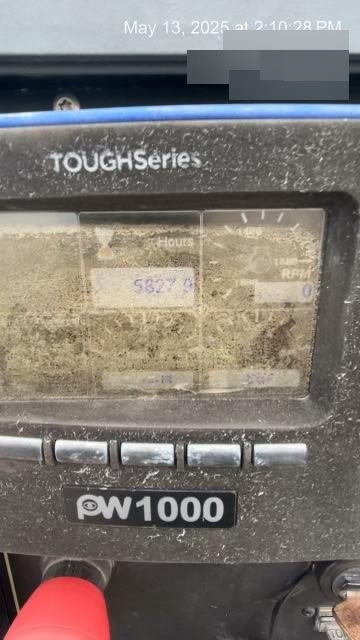 May 13, 2025 at 2:10:28 PM
TOUGHSeries
Hours
5827.9
RPM
0
PW1000